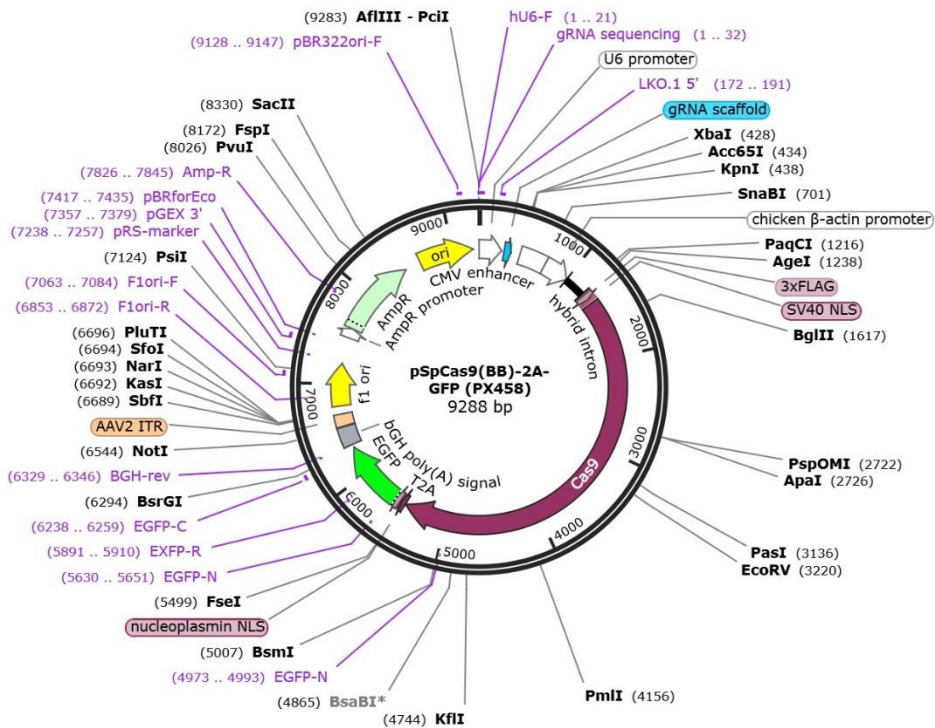 (9283) AflIII - PciI
(9128 .. 9147) pBR322ori-F
(8330) SacII
(8172) FspI
(8026) PvuI
(7826 .. 7845) Amp-R
(7417 .. 7435) pBRforEco
(7357 .. 7379) pGEX 3'
(7238 .. 7257) pRS-marker
(7124) PsiI
(7063 .. 7084) F1ori-F
(6853 .. 6872) F1ori-R
(6696) PluTI
(6694) SfoI
(6693) NarI
(6692) KasI
(6689) SbfI
AAV2 ITR
(6544) NotI
(6329 .. 6346) BGH-rev
(6294) BsrGI
(6238 .. 6259) EGFP-C
(5891 .. 5910) EXFP-R
(5630 .. 5651) EGFP-N
(5499) FseI
nucleoplasmin NLS
(5007) BsmI
(4973 .. 4993) EGFP-N
(4865) BsaBI*
(4744) KflI
hU6-F (1 .. 21)
gRNA sequencing (1 .. 32)
U6 promoter
LKO.1 5' (172 .. 191)
gRNA scaffold
XbaI (428)
Acc65I (434)
KpnI (438)
SnaBI (701)
chicken β-actin promoter
PaqCI (1216)
AgeI (1238)
3xFLAG
SV40 NLS
BglII (1617)
PspOMI (2722)
ApaI (2726)
PasI (3136)
EcoRV (3220)
PmlI (4156)
1000
2000
3000
4000
5000
6000
7000
8000
9000
ori
CMV enhancer
AmpR
AmpR promoter
hybrid intron
f1 ori
bGH poly(A) signal
EGFP
T2A
Cas9
pSpCas9(BB)-2A-
GFP (PX458)
9288 bp